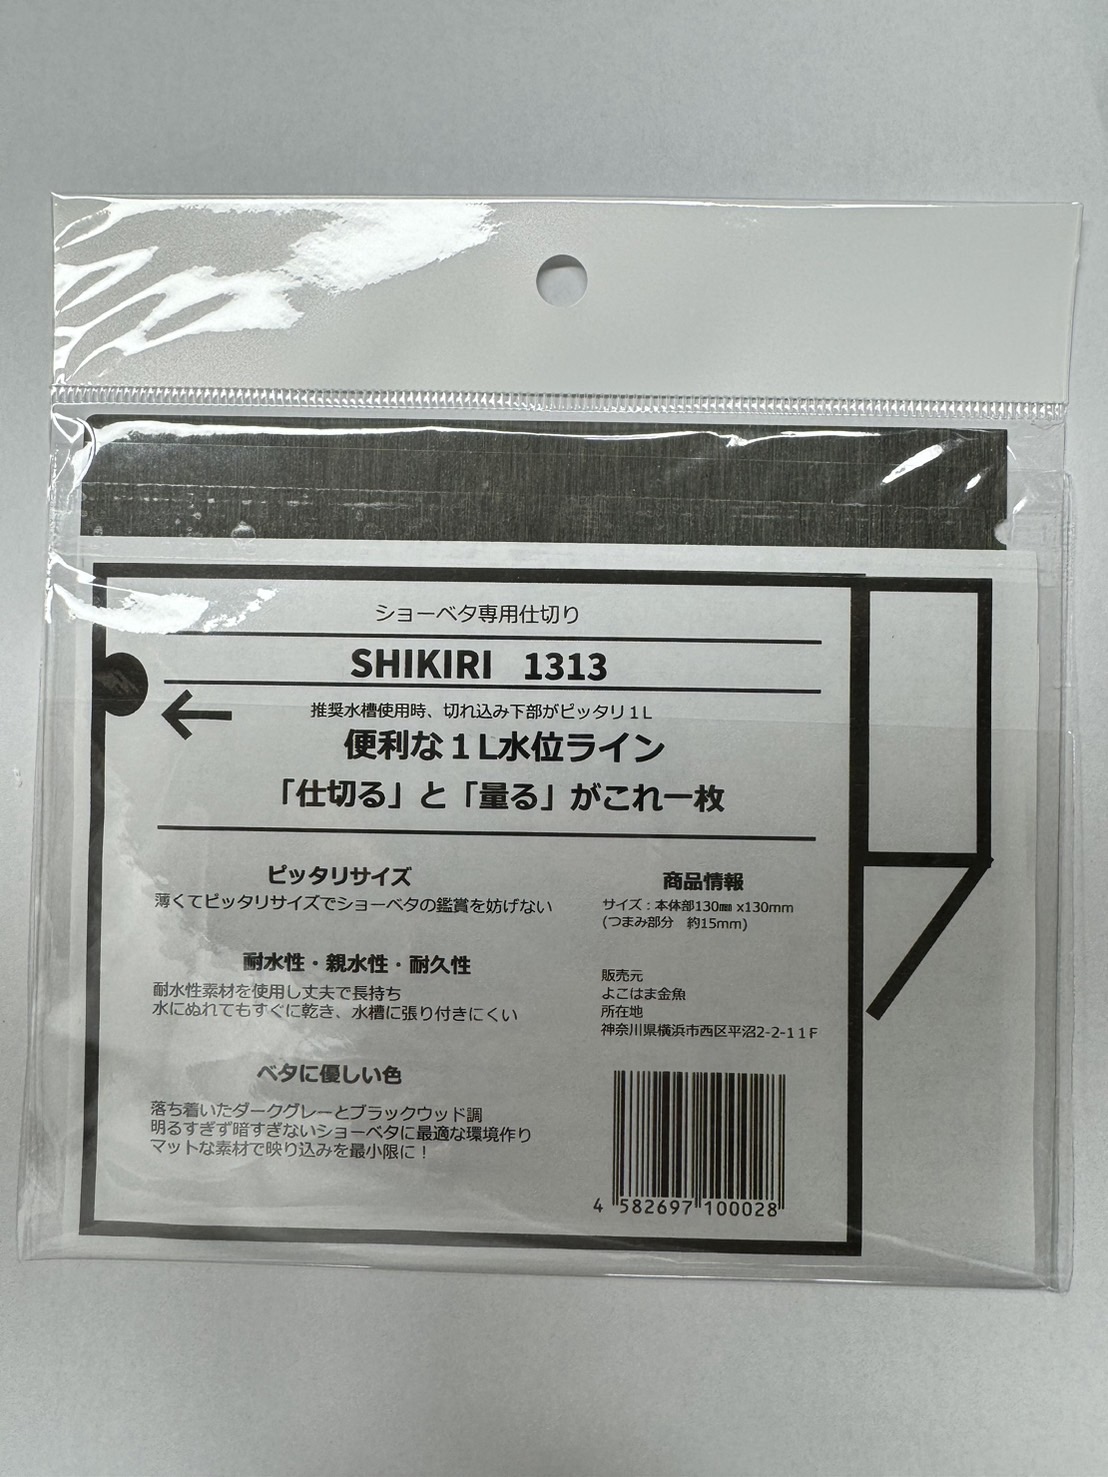 ショーベタ専用仕切り
SHIKIRI 1313
推奨水槽使用時、切れ込み下部がピッタリ１L
便利な１L水位ライン
「仕切る」と「量る」がこれ一枚
ピッタリサイズ
薄くてピッタリサイズでショーベタの鑑賞を妨げない
耐水性・親水性・耐久性
耐水性素材を使用し丈夫で長持ち
水にぬれてもすぐに乾き、水槽に張り付きにくい
ベタに優しい色
落ち着いたダークグレーとブラックウッド調
明るすぎず暗すぎないショーベタに最適な環境作り
マットな素材で映り込みを最小限に！
商品情報
サイズ：本体部130㎜ x130mm
(つまみ部分　約15mm)
販売元
よこはま金魚
所在地
神奈川県横浜市西区平沼2-2-1１F
4 582697 100028